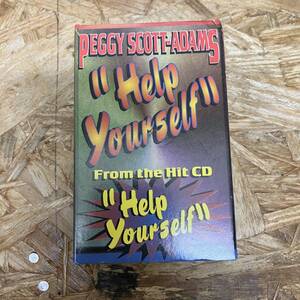 PEGGY SCOTT-ADAMS
"Help
Yourself"
From the Hit CD
"Help
Yourself"